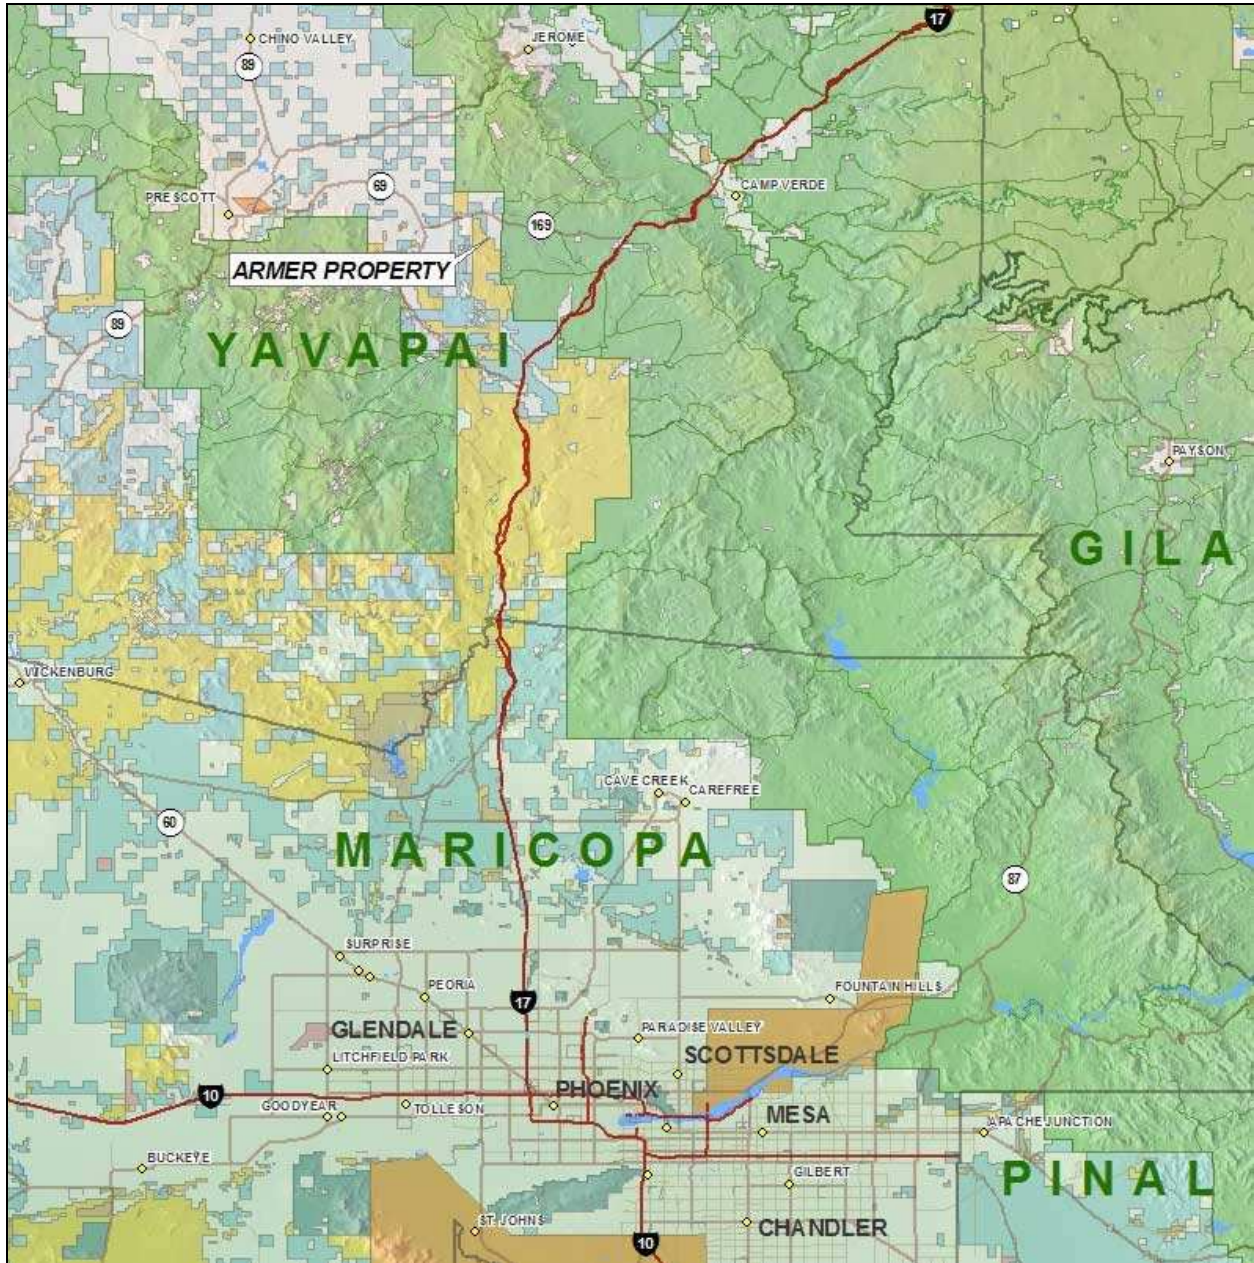 17
CHINO VALLEY
JEROME
89
69
CAMP VERDE
PRESCOTT
169
ARMER PROPERTY
89
YAVAPAI
PAYSON
GILA
WICKENBURG
CAVE CREEK
CAREFREE
60
MARICOPA
87
SURPRISE
PEORIA
FOUNTAIN HILLS
17
GLENDALE
PARADISE VALLEY
LITCHFIELD PARK
SCOTTSDALE
10
PHOENIX
GOODYEAR
TOLLESON
MESA
APACHE JUNCTION
BUCKEYE
GILBERT
PINAL
ST. JOHNS
CHANDLER
10